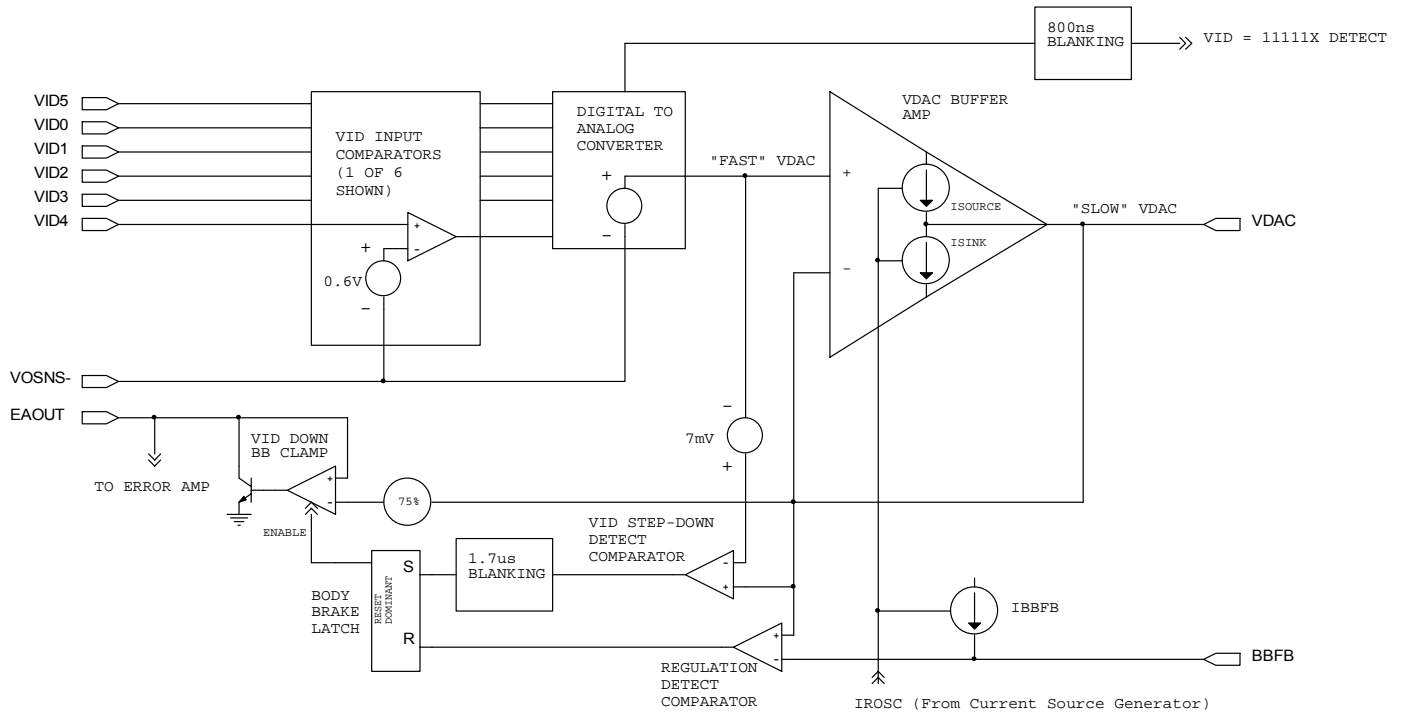 800ns
BLANKING
VID = 11111X DETECT
VID5
VID0
VID1
VID2
VID3
VID4
VID INPUT
COMPARATORS
(1 OF 6
SHOWN)
+
-
+
0.6V
-
DIGITAL TO
ANALOG
CONVERTER
+
-
"FAST" VDAC
VDAC BUFFER
AMP
+
-
ISOURCE
ISINK
"SLOW" VDAC
VDAC
VOSNS-
EAOUT
TO ERROR AMP
VID DOWN
BB CLAMP
+
-
ENABLE
75%
-
7mV
+
VID STEP-DOWN
DETECT
COMPARATOR
-
+
1.7us
BLANKING
BODY
BRAKE
LATCH
RESET
DOMINANT
S
R
+
-
REGULATION
DETECT
COMPARATOR
IBBFB
BBFB
IROSC (From Current Source Generator)